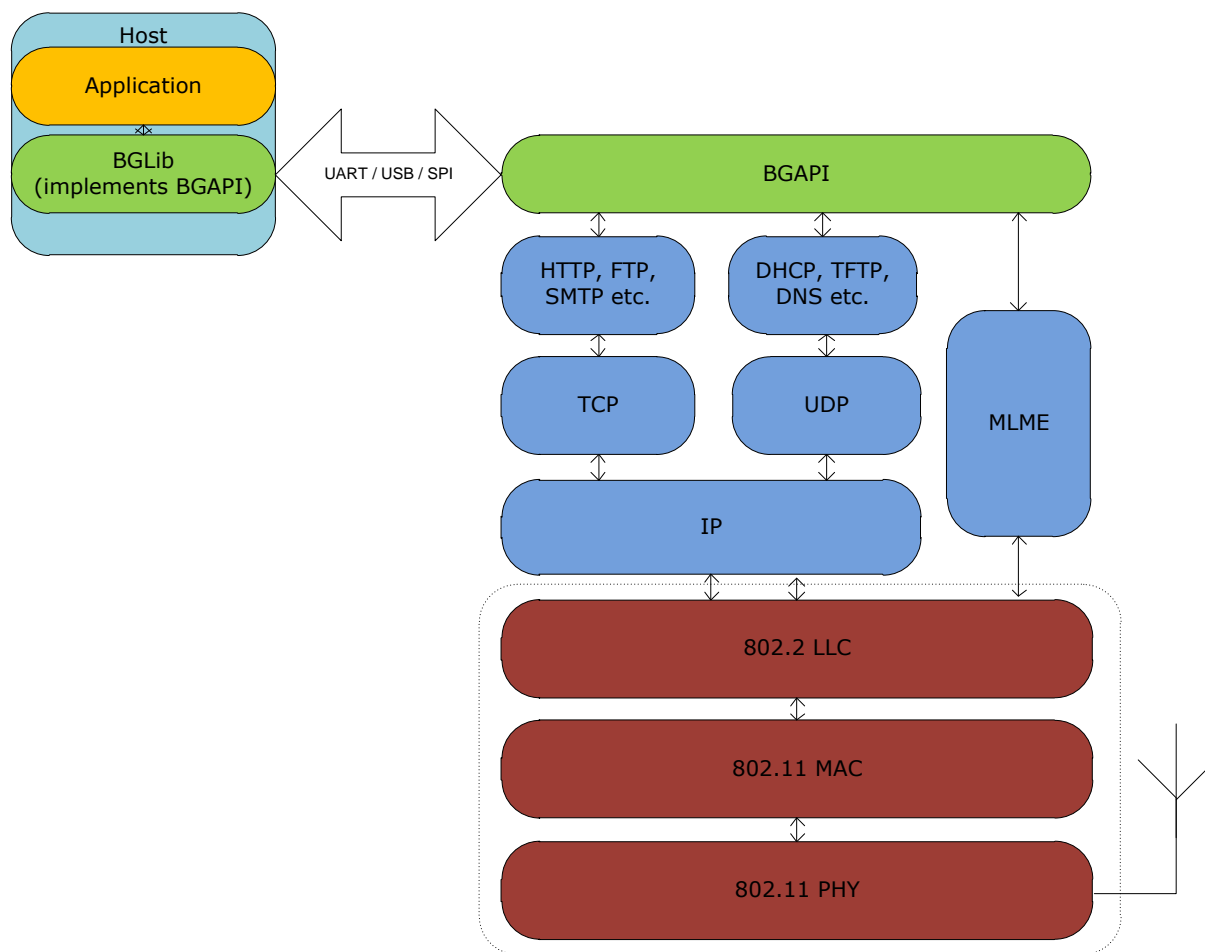 Host
Application
BGLib
(implements BGAPI)
UART / USB / SPI
BGAPI
HTTP, FTP,
SMTP etc.
DHCP, TFTP,
DNS etc.
TCP
UDP
MLME
IP
802.2 LLC
802.11 MAC
802.11 PHY